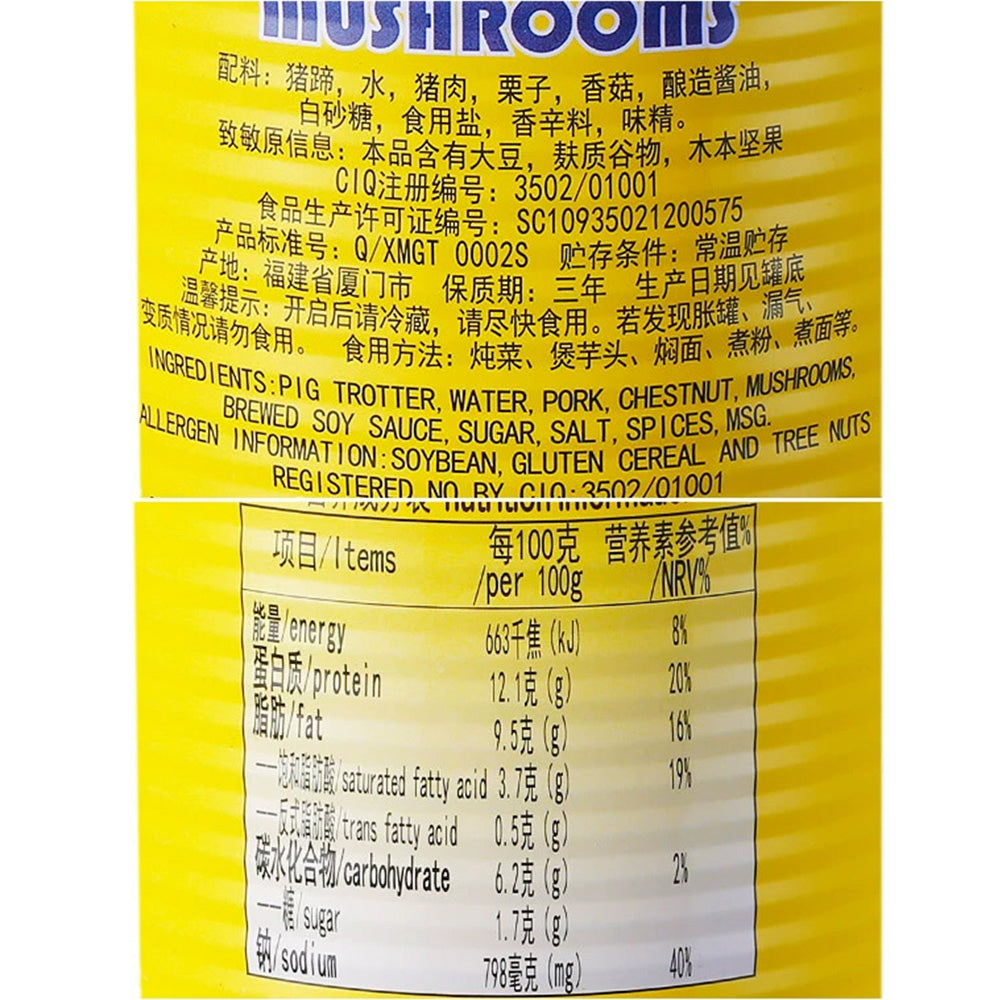 MUSHROOMS
配料：猪蹄，水，猪肉，栗子，香菇，酿造酱油，
白砂糖，食用盐，香辛料，味精。
致敏原信息：本品含有大豆，麸质谷物，木本坚果
CIQ注册编号：3502/01001
食品生产许可证编号：SC10935021200575
产品标准号：Q/XMGT 0002S 贮存条件：常温贮存
产地：福建省厦门市 保质期：三年 生产日期见罐底
温馨提示：开启后请冷藏，请尽快食用。若发现胀罐、漏气、
变质情况请勿食用。 食用方法：炖菜、煲芋头、焖面、煮粉、煮面等。
INGREDIENTS:PIG TROTTER, WATER, PORK, CHESTNUT, MUSHROOMS,
BREWED SOY SAUCE, SUGAR, SALT, SPICES, MSG.
ALLERGEN INFORMATION:SOYBEAN, GLUTEN CEREAL AND TREE NUTS
REGISTERED NO BY CIQ:3502/01001
营养成分表 nutrition information
项目/Items 每100克/per 100g 营养素参考值%/NRV%
能量/energy 663千焦(kJ) 8%
蛋白质/protein 12.1克(g) 20%
脂肪/fat 9.5克(g) 16%
——饱和脂肪酸/saturated fatty acid 3.7克(g) 19%
——反式脂肪酸/trans fatty acid 0.5克(g)
碳水化合物/carbohydrate 6.2克(g) 2%
——糖/sugar 1.7克(g)
钠/sodium 798毫克(mg) 40%